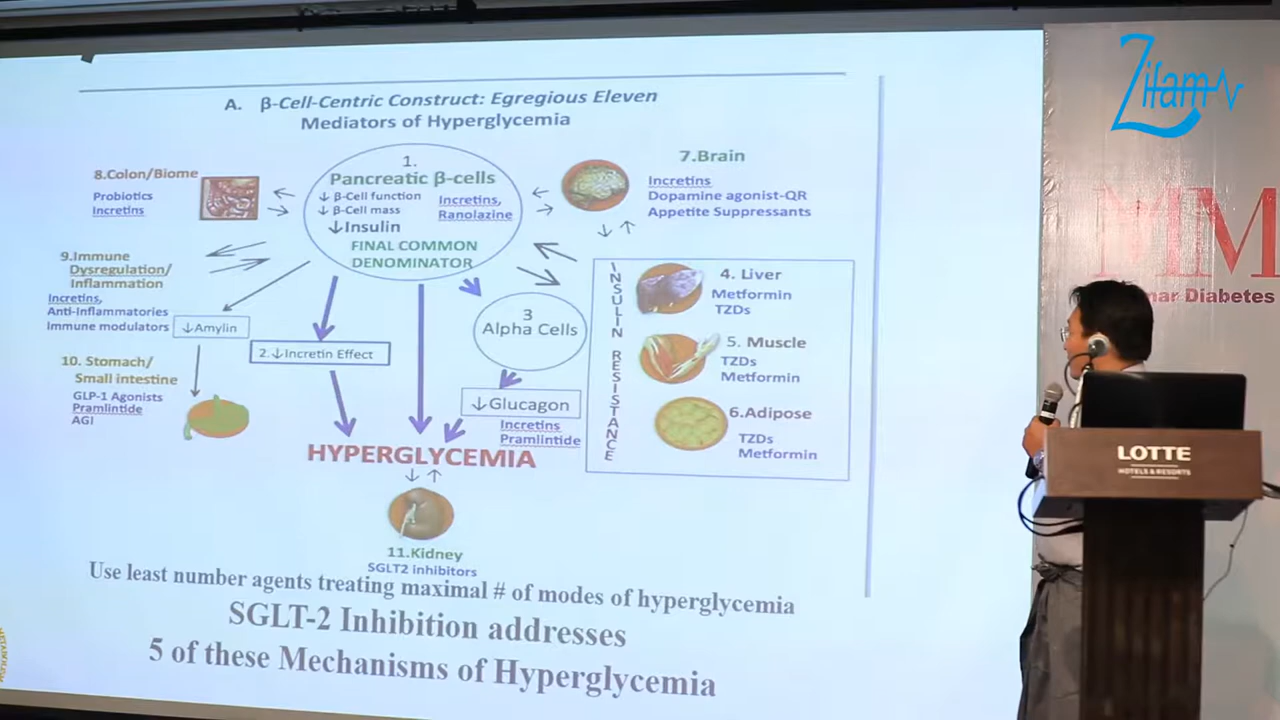 Zifam
A. β-Cell-Centric Construct: Egregious Eleven
Mediators of Hyperglycemia
1.
Pancreatic β-cells
↓ β-Cell function
↓ β-Cell mass
↓Insulin
Incretins,
Ranolazine
FINAL COMMON
DENOMINATOR
7.Brain
Incretins
Dopamine agonist-QR
Appetite Suppressants
8.Colon/Biome
Probiotics
Incretins
9.Immune
Dysregulation/
Inflammation
Incretins,
Anti-Inflammatories
Immune modulators
↓Amylin
10. Stomach/
Small intestine
GLP-1 Agonists
Pramlintide
AGI
2.↓Incretin Effect
3
Alpha Cells
↓Glucagon
Incretins
Pramlintide
INSULIN RESISTANCE
4. Liver
Metformin
TZDs
5. Muscle
TZDs
Metformin
6.Adipose
TZDs
Metformin
HYPERGLYCEMIA
11.Kidney
SGLT2 inhibitors
Use least number agents treating maximal # of modes of hyperglycemia
SGLT-2 Inhibition addresses
5 of these Mechanisms of Hyperglycemia
MM
nar Diabetes
LOTTE
HOTELS & RESORTS